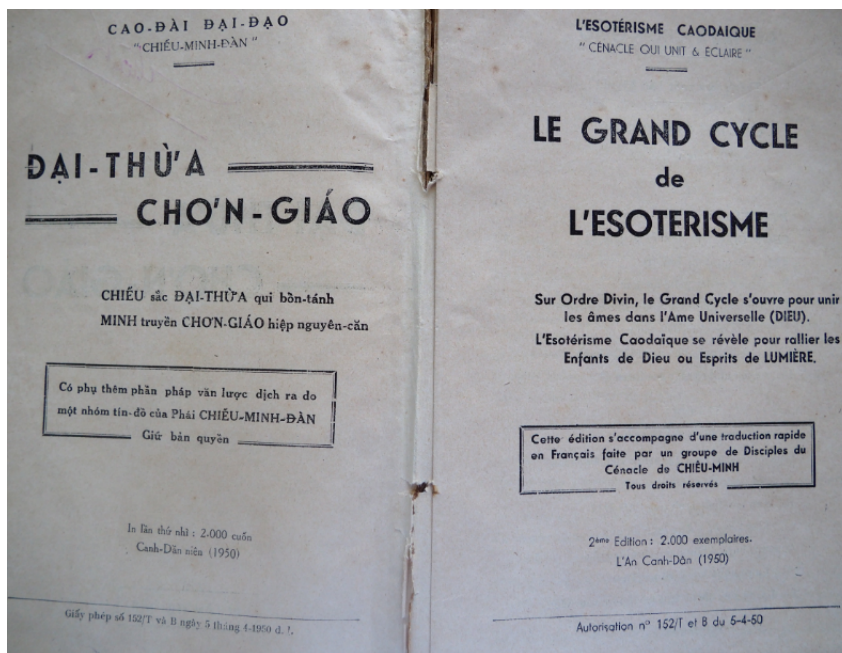 CAO-ĐÀI ĐẠI-ĐẠO
"CHIẾU-MINH-ĐÀN"
ĐẠI-THỪA
CHƠN-GIÁO
CHIẾU sắc ĐẠI-THỪA qui bồn-tánh
MINH truyền CHƠN-GIÁO hiệp nguyên-căn
Có phụ thêm phần pháp văn lược dịch ra do
một nhóm tín-đồ của Phái CHIẾU-MINH-ĐÀN
Giữ bản quyền
In lần thứ nhì : 2.000 cuốn
Canh-Dần niên (1950)
Giấy phép số 152/T và B ngày 5 tháng 4-1950 d. l.
L'ESOTÉRISME CAODAIQUE
" CÉNACLE QUI UNIT & ECLAIRE "
LE GRAND CYCLE
de
L'ESOTERISME
Sur Ordre Divin, le Grand Cycle s'ouvre pour unir
les âmes dans l'Ame Universelle (DIEU).
L'Esotérisme Caodaïque se révèle pour rallier les
Enfants de Dieu ou Esprits de LUMIÈRE.
Cette édition s'accompagne d'une traduction rapide
en Français faite par un groupe de Disciples du
Cénacle de CHIẾU-MINH
Tous droits réservés
2ème Edition : 2.000 exemplaires.
L'An Canh-Dần (1950)
Autorisation nº 152/T et B du 5-4-50